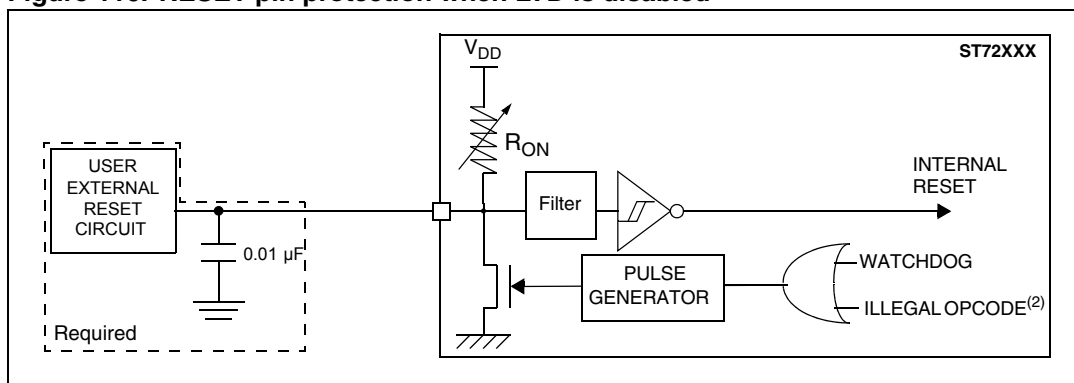 Figure RESET pin protection when LVD is disabled
VDD
ST72XXX
RON
USER
EXTERNAL
RESET
CIRCUIT
0.01 µF
Required
Filter
INTERNAL
RESET
PULSE
GENERATOR
WATCHDOG
ILLEGAL OPCODE(2)